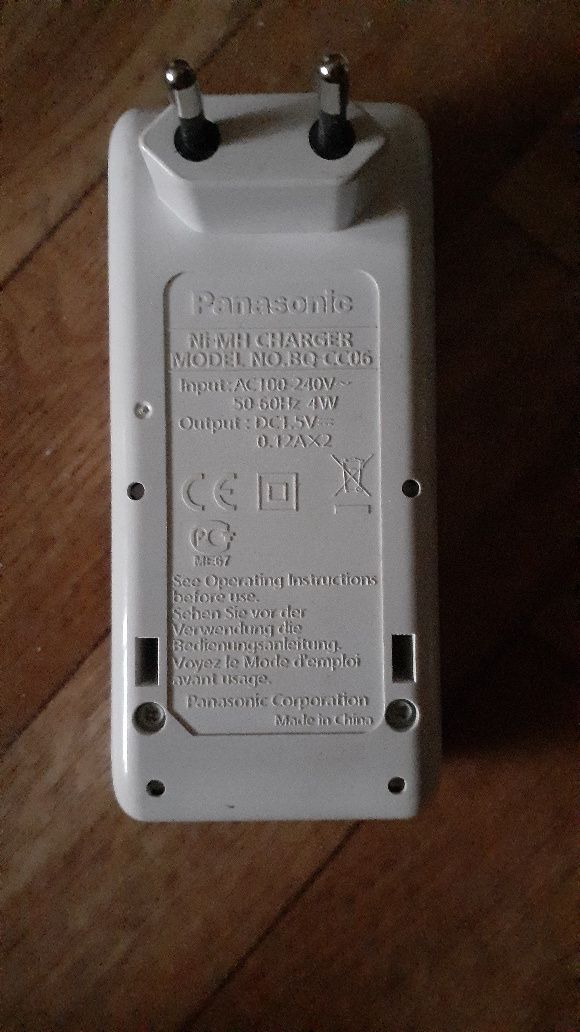 Panasonic
Ni-MH CHARGER
MODEL NO.BQ-CC06
Input : AC100-240V~
50-60Hz 4W
Output : DC1.5V⎓
0.12A×2
CE
PG
ME67
See Operating Instructions
before use.
Sehen Sie vor der
Verwendung die
Bedienungsanleitung.
Voyez le Mode d'emploi
avant usage.
Panasonic Corporation
Made in China